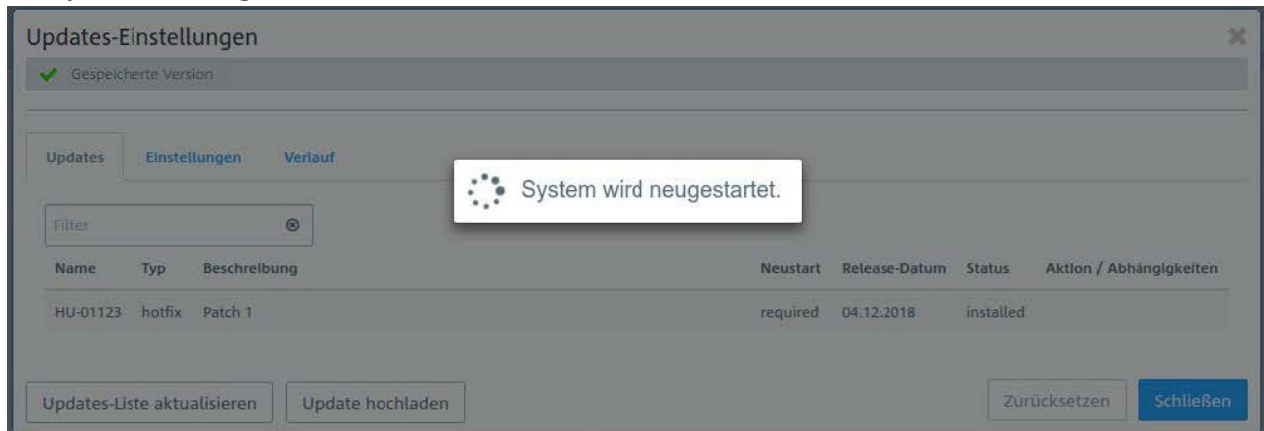 Updates-Einstellungen
Gespeicherte Version
Updates Einstellungen Verlauf
System wird neugestartet.
Filter
Name Typ Beschreibung Neustart Release-Datum Status Aktion / Abhängigkeiten
HU-01123 hotfix Patch 1 required 04.12.2018 installed
Updates-Liste aktualisieren Update hochladen Zurücksetzen Schließen